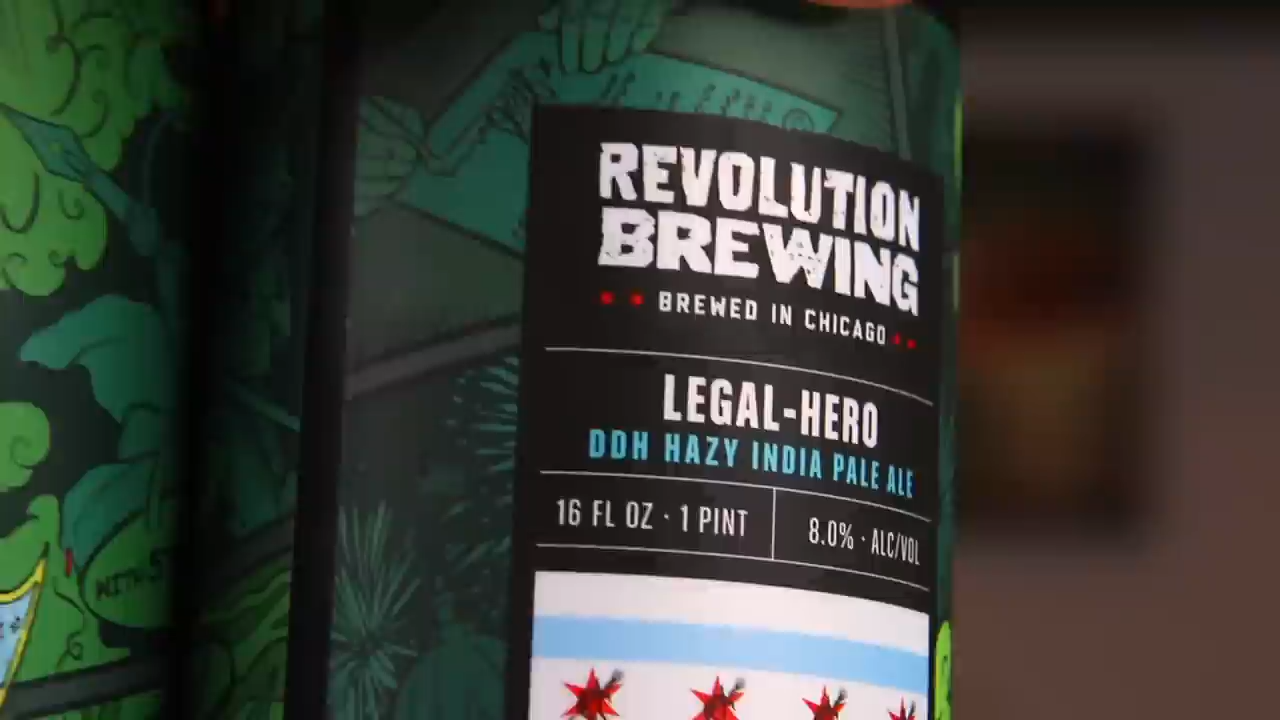 REVOLUTION
BREWING
BREWED IN CHICAGO
LEGAL-HERO
DDH HAZY INDIA PALE ALE
16 FL OZ · 1 PINT
8.0% · ALC/VOL